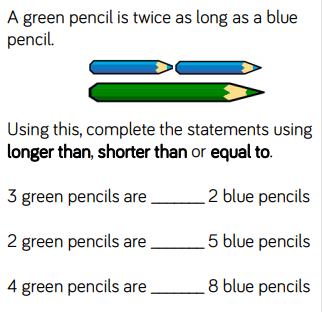 A green pencil is twice as long as a blue
pencil.
Using this, complete the statements using
longer than, shorter than or equal to.
3 green pencils are ______ 2 blue pencils
2 green pencils are ______ 5 blue pencils
4 green pencils are ______ 8 blue pencils